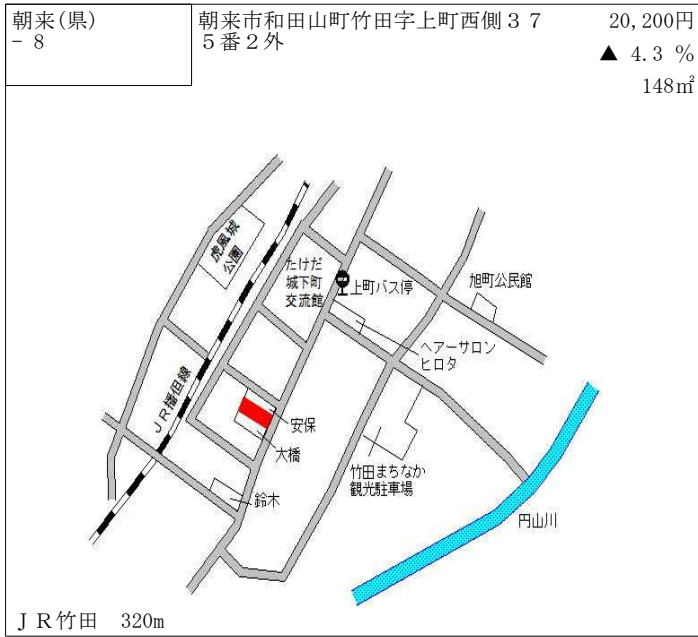 朝来(県)
- 8
朝来市和田山町竹田字上町西側３７
５番２外
20,200円
▲ 4.3 %
148㎡
虎臥城
公園
たけだ
城下町
交流館
上町バス停
旭町公民館
ヘアーサロン
ヒロタ
ＪＲ播但線
安保
大橋
鈴木
竹田まちなか
観光駐車場
円山川
ＪＲ竹田　320m